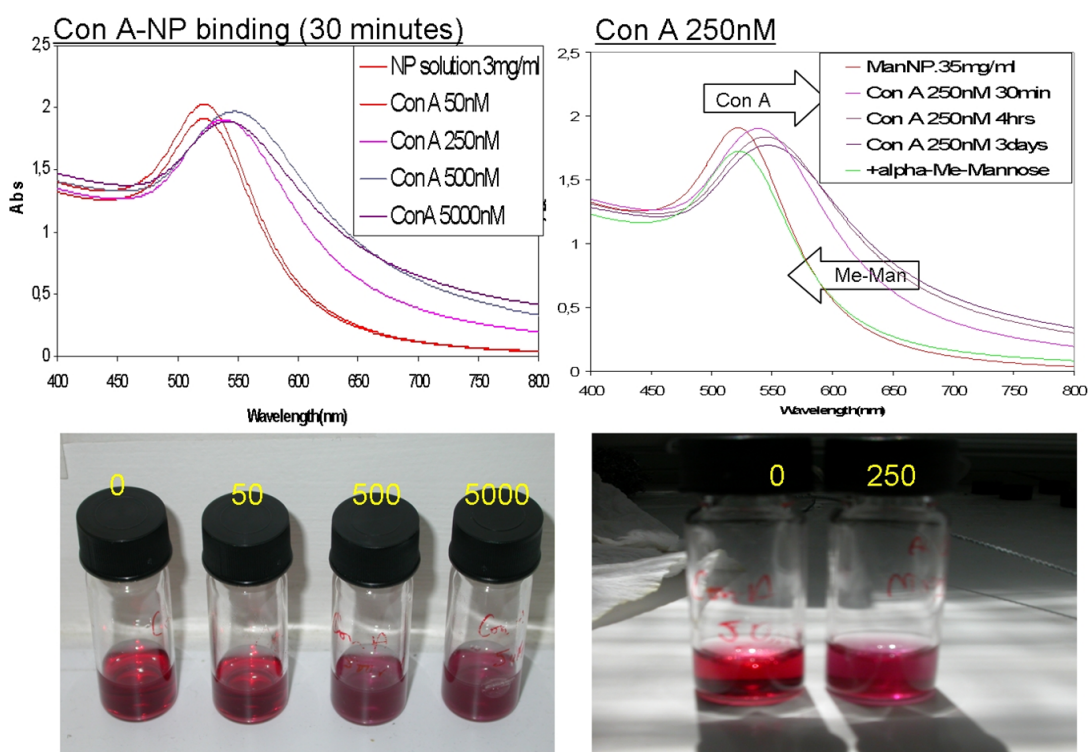 Con A-NP binding (30 minutes)
2,5
2
1,5
1
0,5
0
Abs
400 450 500 550 600 650 700 750 800
Wavelength(nm)
NP solution.3mg/ml
Con A 50nM
Con A 250nM
Con A 500nM
ConA 5000nM
Con A 250nM
2,5
2
1,5
1
0,5
0
400 450 500 550 600 650 700 750 800
Wavelength(nm)
ManNP.35mg/ml
Con A 250nM 30min
Con A 250nM 4hrs
Con A 250nM 3days
+alpha-Me-Mannose
Con A
Me-Man
0 50 500 5000
Con A
Con
0 250
Con A